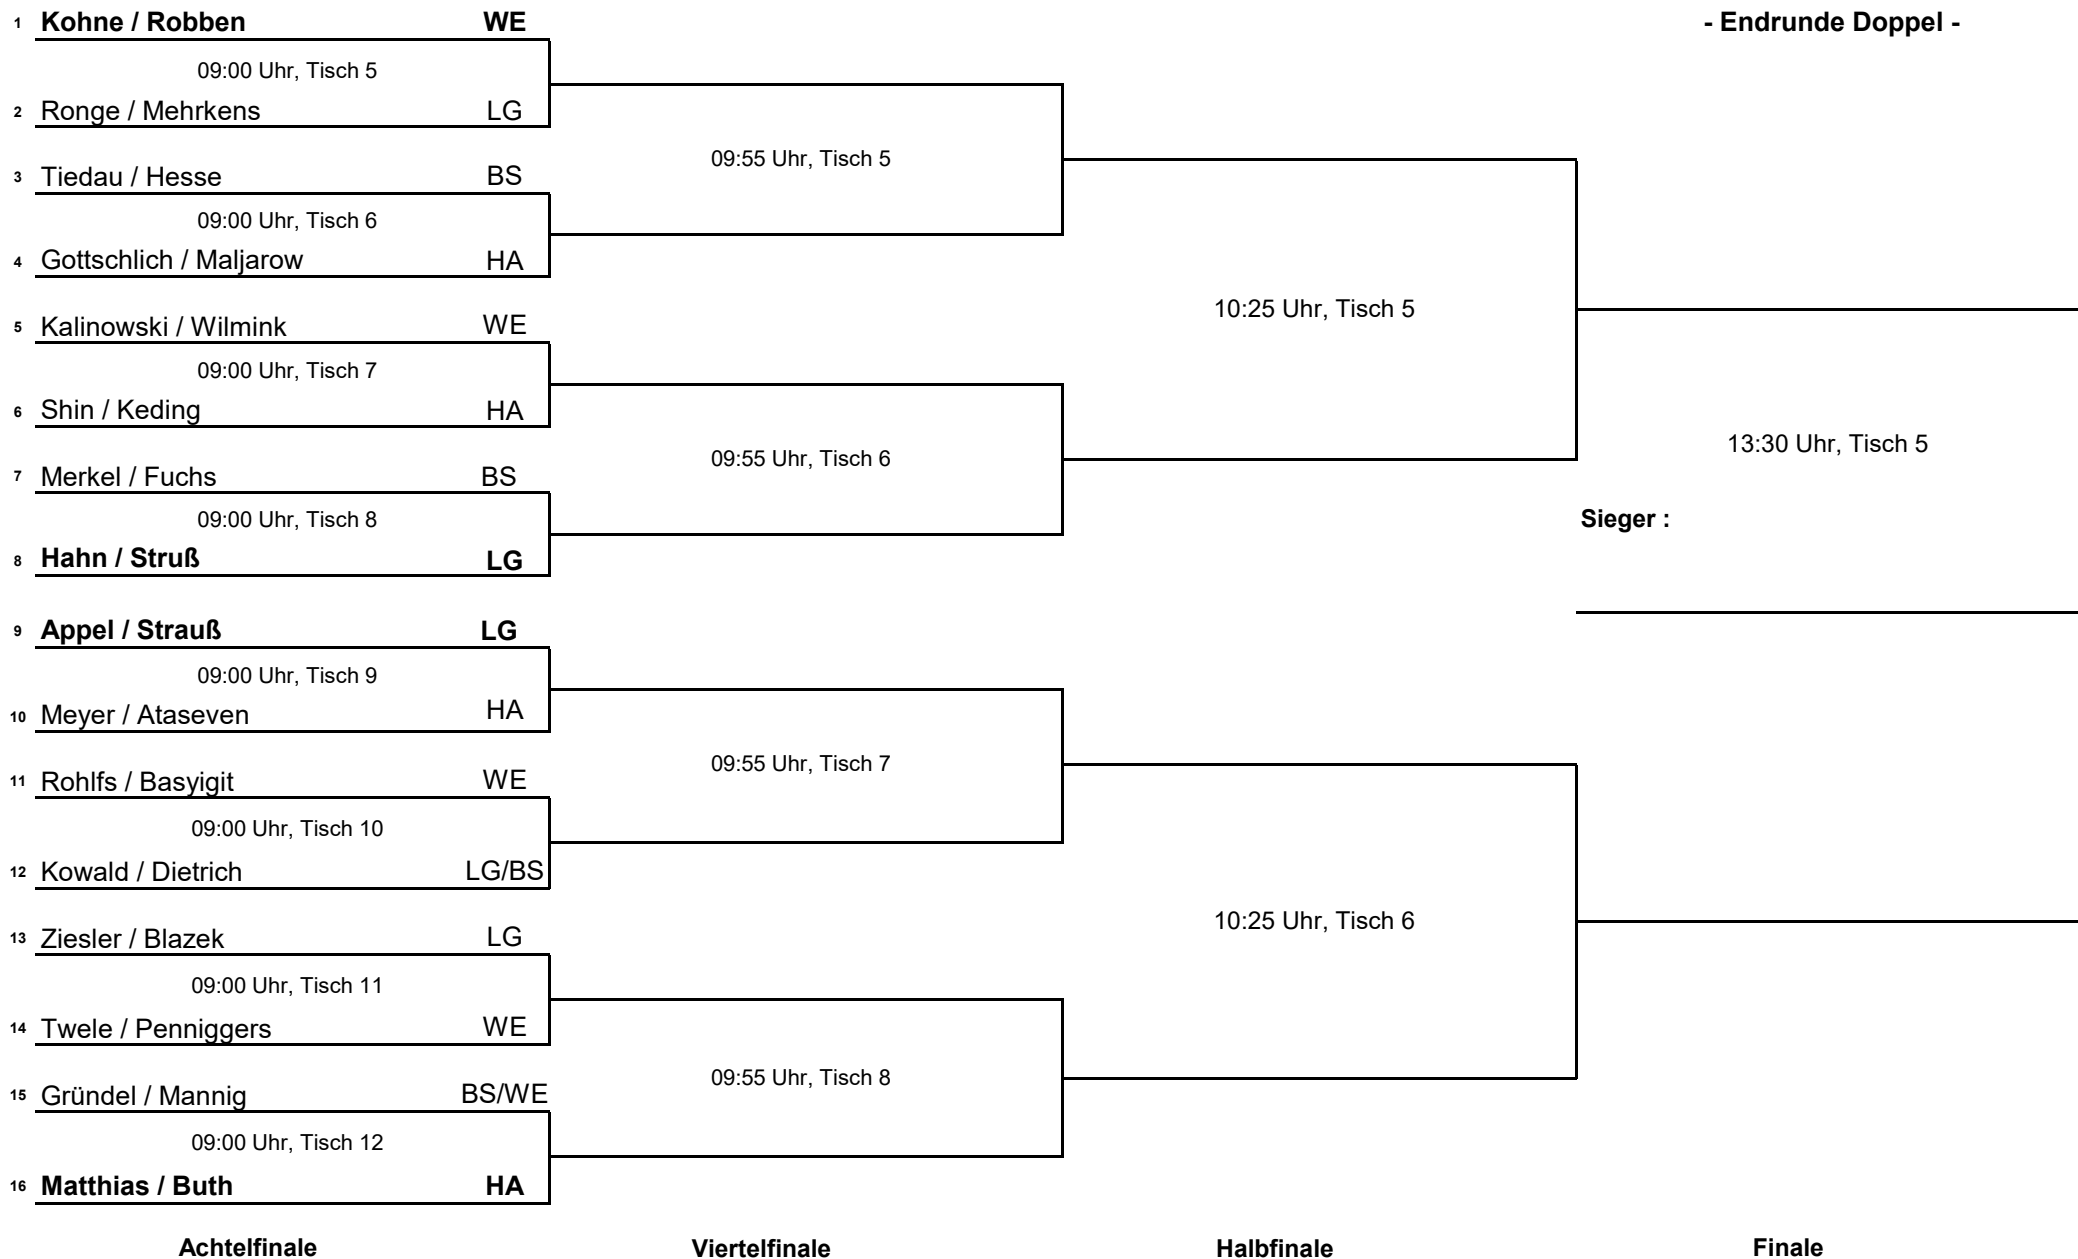 1 Kohne / Robben WE
- Endrunde Doppel -
09:00 Uhr, Tisch 5
2 Ronge / Mehrkens LG
09:55 Uhr, Tisch 5
3 Tiedau / Hesse BS
09:00 Uhr, Tisch 6
4 Gottschlich / Maljarow HA
10:25 Uhr, Tisch 5
5 Kalinowski / Wilmink WE
09:00 Uhr, Tisch 7
6 Shin / Keding HA
13:30 Uhr, Tisch 5
09:55 Uhr, Tisch 6
7 Merkel / Fuchs BS
09:00 Uhr, Tisch 8
Sieger :
8 Hahn / Struß LG
9 Appel / Strauß LG
09:00 Uhr, Tisch 9
10 Meyer / Ataseven HA
09:55 Uhr, Tisch 7
11 Rohlfs / Basyigit WE
09:00 Uhr, Tisch 10
12 Kowald / Dietrich LG/BS
10:25 Uhr, Tisch 6
13 Ziesler / Blazek LG
09:00 Uhr, Tisch 11
14 Twele / Penniggers WE
09:55 Uhr, Tisch 8
15 Gründel / Mannig BS/WE
09:00 Uhr, Tisch 12
16 Matthias / Buth HA
Achtelfinale Viertelfinale Halbfinale Finale